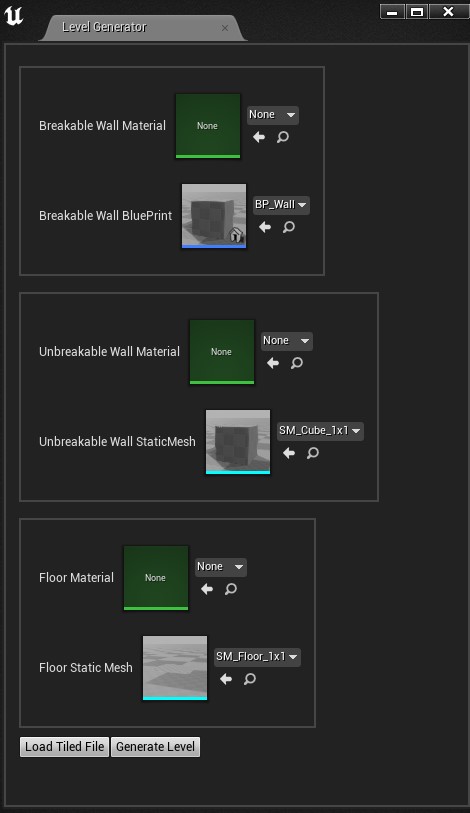 Level Generator
Breakable Wall Material
None
None
Breakable Wall BluePrint
BP_Wall
Unbreakable Wall Material
None
None
Unbreakable Wall StaticMesh
SM_Cube_1x1
Floor Material
None
None
Floor Static Mesh
SM_Floor_1x1
Load Tiled File
Generate Level